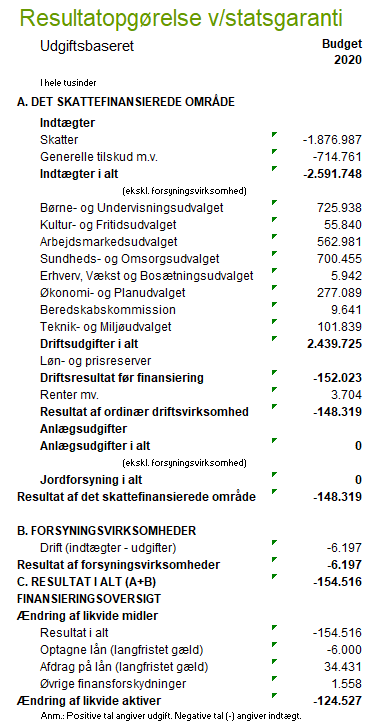 Resultatopgørelse v/statsgaranti
Udgiftsbaseret Budget
2020
I hele tusinder
A. DET SKATTEFINANSIEREDE OMRÅDE
Indtægter
Skatter -1.876.987
Generelle tilskud m.v. -714.761
Indtægter i alt -2.591.748
(ekskl. forsyningsvirksomhed)
Børne- og Undervisningsudvalget 725.938
Kultur- og Fritidsudvalget 55.840
Arbejdsmarkedsudvalget 562.981
Sundheds- og Omsorgsudvalget 700.455
Erhverv, Vækst og Bosætningsudvalget 5.942
Økonomi- og Planudvalget 277.089
Beredskabskommission 9.641
Teknik- og Miljøudvalget 101.839
Driftsudgifter i alt 2.439.725
Løn- og prisreserver
Driftsresultat før finansiering -152.023
Renter mv. 3.704
Resultat af ordinær driftsvirksomhed -148.319
Anlægsudgifter
Anlægsudgifter i alt 0
(ekskl. forsyningsvirksomhed)
Jordforsyning i alt 0
Resultat af det skattefinansierede område -148.319
B. FORSYNINGSVIRKSOMHEDER
Drift (indtægter - udgifter) -6.197
Resultat af forsyningsvirksomheder -6.197
C. RESULTAT I ALT (A+B) -154.516
FINANSIERINGSOVERSIGT
Ændring af likvide midler
Resultat i alt -154.516
Optagne lån (langfristet gæld) -6.000
Afdrag på lån (langfristet gæld) 34.431
Øvrige finansforskydninger 1.558
Ændring af likvide aktiver -124.527
Anm.: Positive tal angiver udgift. Negative tal (-) angiver indtægt.